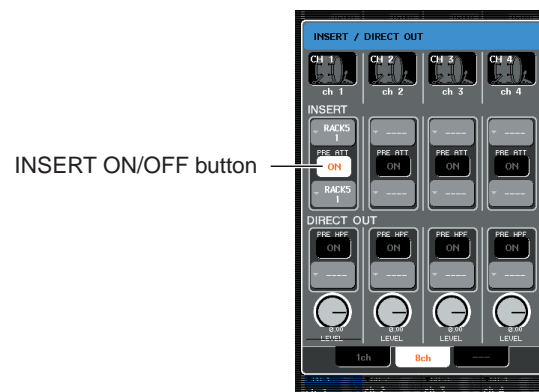 INSERT / DIRECT OUT
CH 1 CH 2 CH 3 CH 4
ch 1 ch 2 ch 3 ch 4
INSERT
RACK5 1 ---- ---- ----
PRE ATT PRE ATT PRE ATT PRE ATT
INSERT ON/OFF button
ON ON ON ON
RACK5 1 ---- ---- ----
DIRECT OUT
PRE HPF PRE HPF PRE HPF PRE HPF
ON ON ON ON
---- ---- ---- ----
0.00 0.00 0.00 0.00
LEVEL LEVEL LEVEL LEVEL
1ch 8ch ---